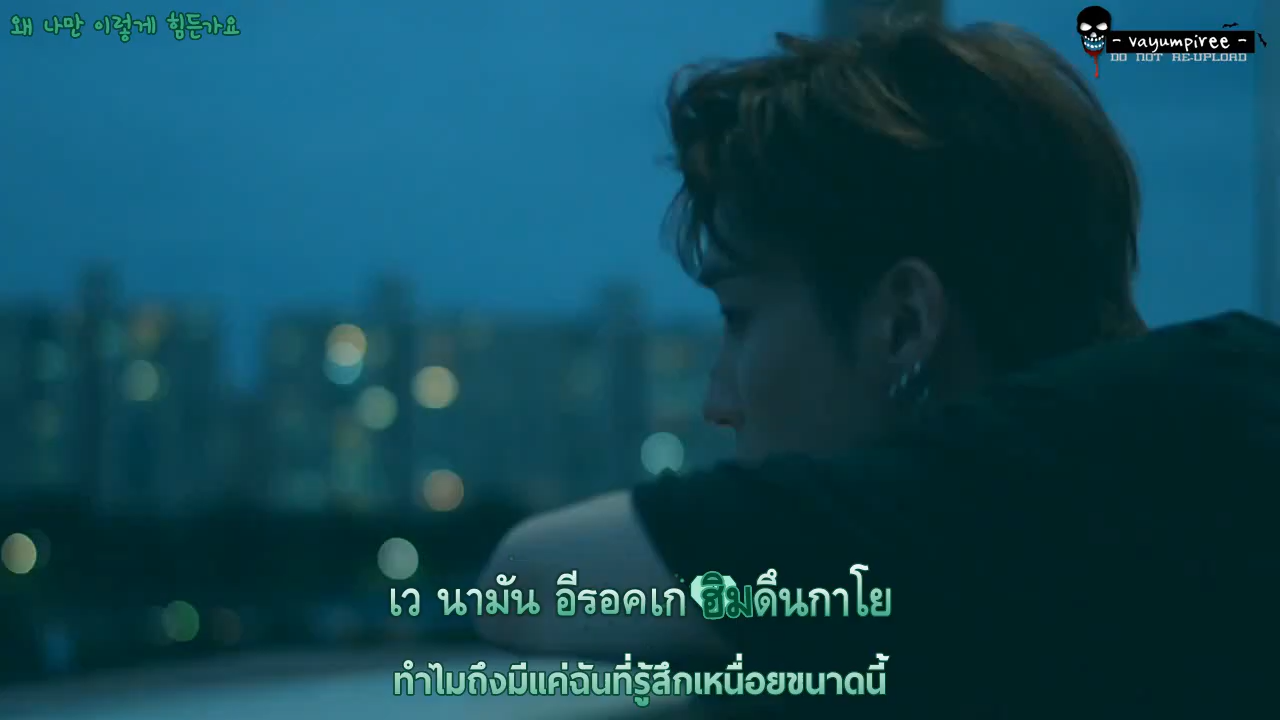 왜 나만 이렇게 힘든가요
- vayumpiree -
DO NOT RE-UPLOAD
เว นามัน อีรอคเก ฮิมดึนกาโย
ทำไมถึงมีแค่ฉันที่รู้สึกเหนื่อยขนาดนี้